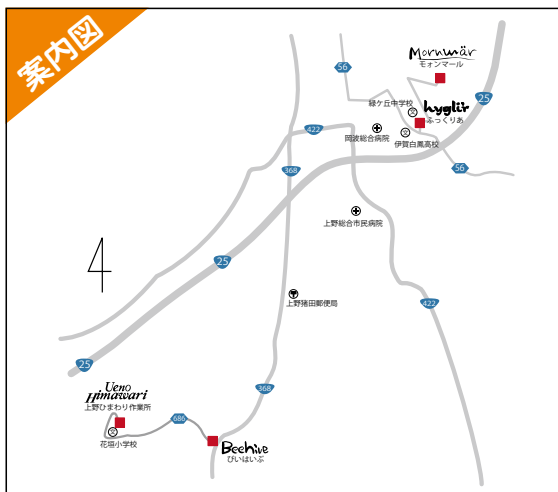 案内図
Mornmär
モォンマール
56
25
緑ケ丘中学校
hyglir
ふっくりあ
422
岡波総合病院
伊賀白鳳高校
368
56
上野総合市民病院
4
25
上野猪田郵便局
422
25
Ueno
Himawari
上野ひまわり作業所
368
686
花垣小学校
Beehive
びいはいぶ